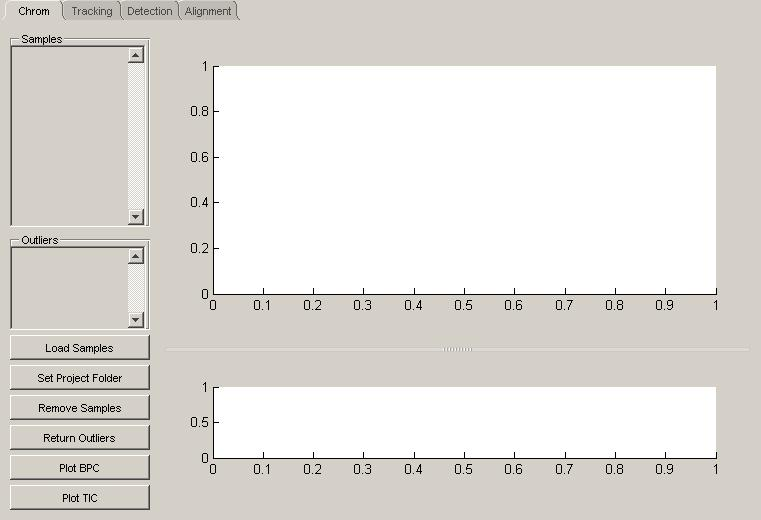 Chrom Tracking Detection Alignment
Samples
Outliers
Load Samples
Set Project Folder
Remove Samples
Return Outliers
Plot BPC
Plot TIC
1
0.8
0.6
0.4
0.2
0
0 0.1 0.2 0.3 0.4 0.5 0.6 0.7 0.8 0.9 1
1
0.5
0
0 0.1 0.2 0.3 0.4 0.5 0.6 0.7 0.8 0.9 1